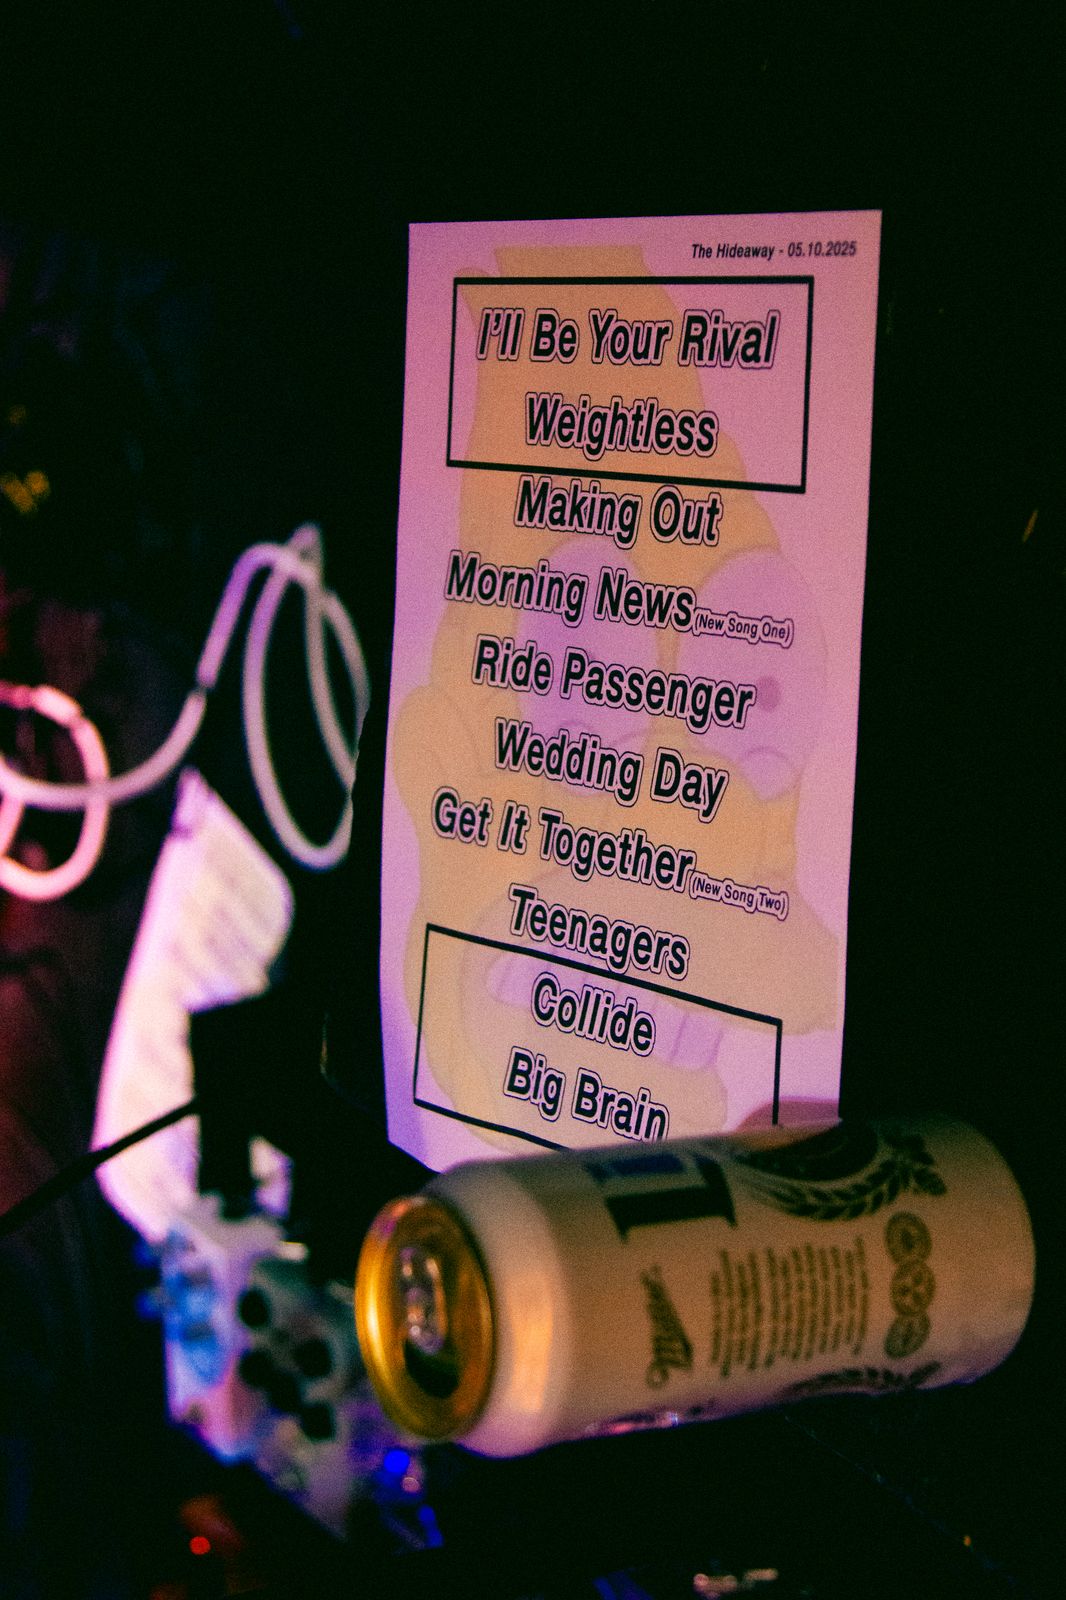 The Hideaway - 05.10.2025
I'll Be Your Rival
Weightless
Making Out
Morning News (New Song One)
Ride Passenger
Wedding Day
Get It Together (New Song Two)
Teenagers
Collide
Big Brain
Miller